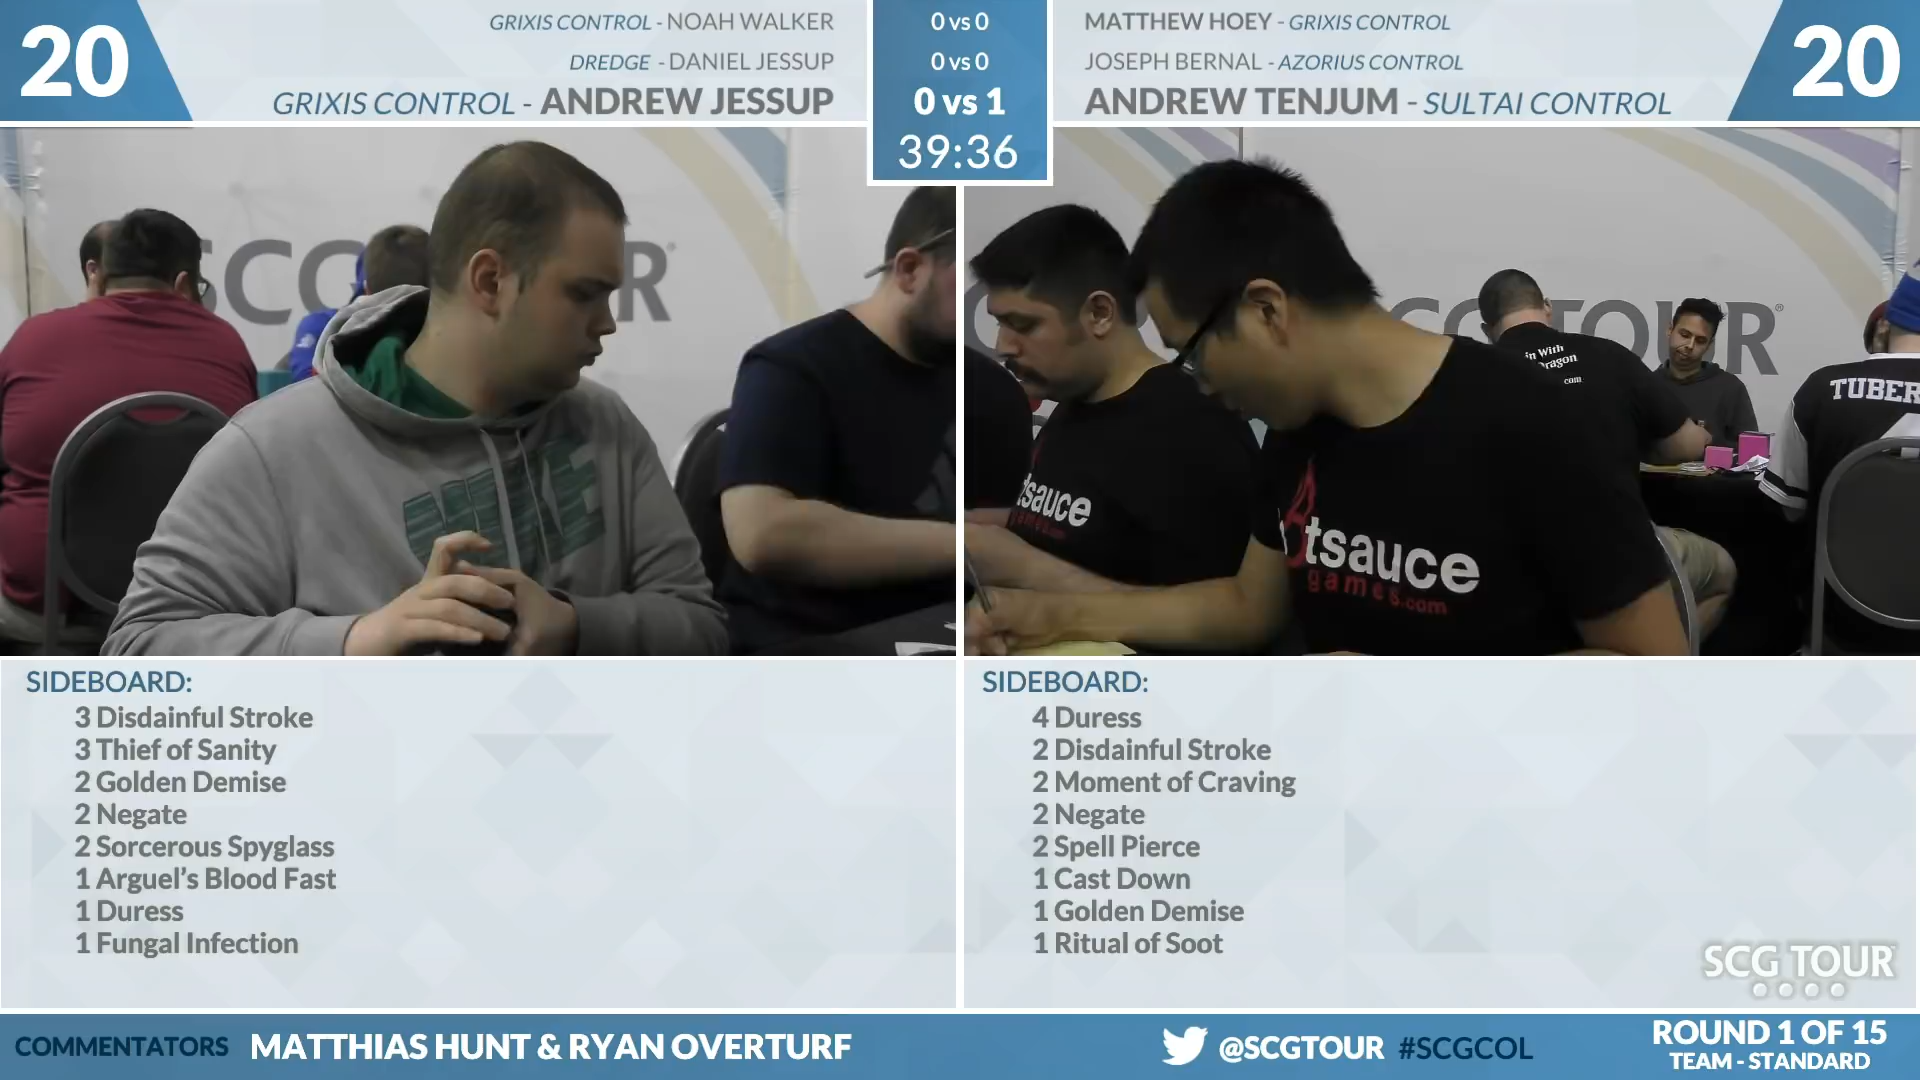 20
GRIXIS CONTROL - NOAH WALKER
DREDGE - DANIEL JESSUP
GRIXIS CONTROL - ANDREW JESSUP
0 vs 0
0 vs 0
0 vs 1
39:36
MATTHEW HOEY - GRIXIS CONTROL
JOSEPH BERNAL - AZORIUS CONTROL
ANDREW TENJUM - SULTAI CONTROL
20
TUBER
tsauce
games.com
SIDEBOARD:
3 Disdainful Stroke
3 Thief of Sanity
2 Golden Demise
2 Negate
2 Sorcerous Spyglass
1 Arguel's Blood Fast
1 Duress
1 Fungal Infection
SIDEBOARD:
4 Duress
2 Disdainful Stroke
2 Moment of Craving
2 Negate
2 Spell Pierce
1 Cast Down
1 Golden Demise
1 Ritual of Soot
SCG TOUR
COMMENTATORS MATTHIAS HUNT & RYAN OVERTURF
@SCGTOUR #SCGCOL
ROUND 1 OF 15
TEAM - STANDARD